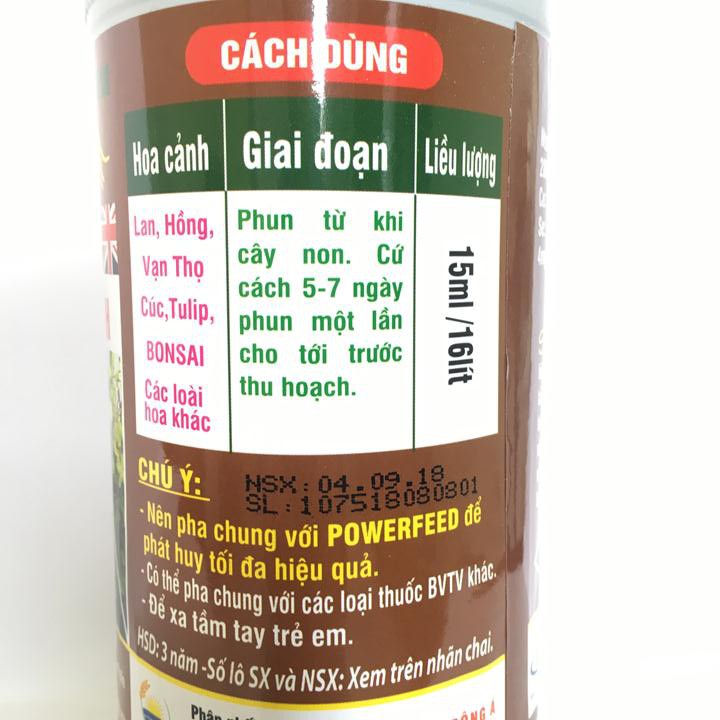 CÁCH DÙNG
Hoa cảnh
Giai đoạn
Liều lượng
Lan, Hồng,
Vạn Thọ
Cúc,Tulip,
BONSAI
Các loài
hoa khác
Phun từ khi
cây non. Cứ
cách 5-7 ngày
phun một lần
cho tới trước
thu hoạch.
15ml /16lít
CHÚ Ý:
NSX:04.09.18
SL:107518080801
- Nên pha chung với POWERFEED để
phát huy tối đa hiệu quả.
- Có thể pha chung với các loại thuốc BVTV khác.
- Để xa tầm tay trẻ em.
HSD: 3 năm -Số lô SX và NSX: Xem trên nhãn chai.
Phân phối
ĐÔNG Á